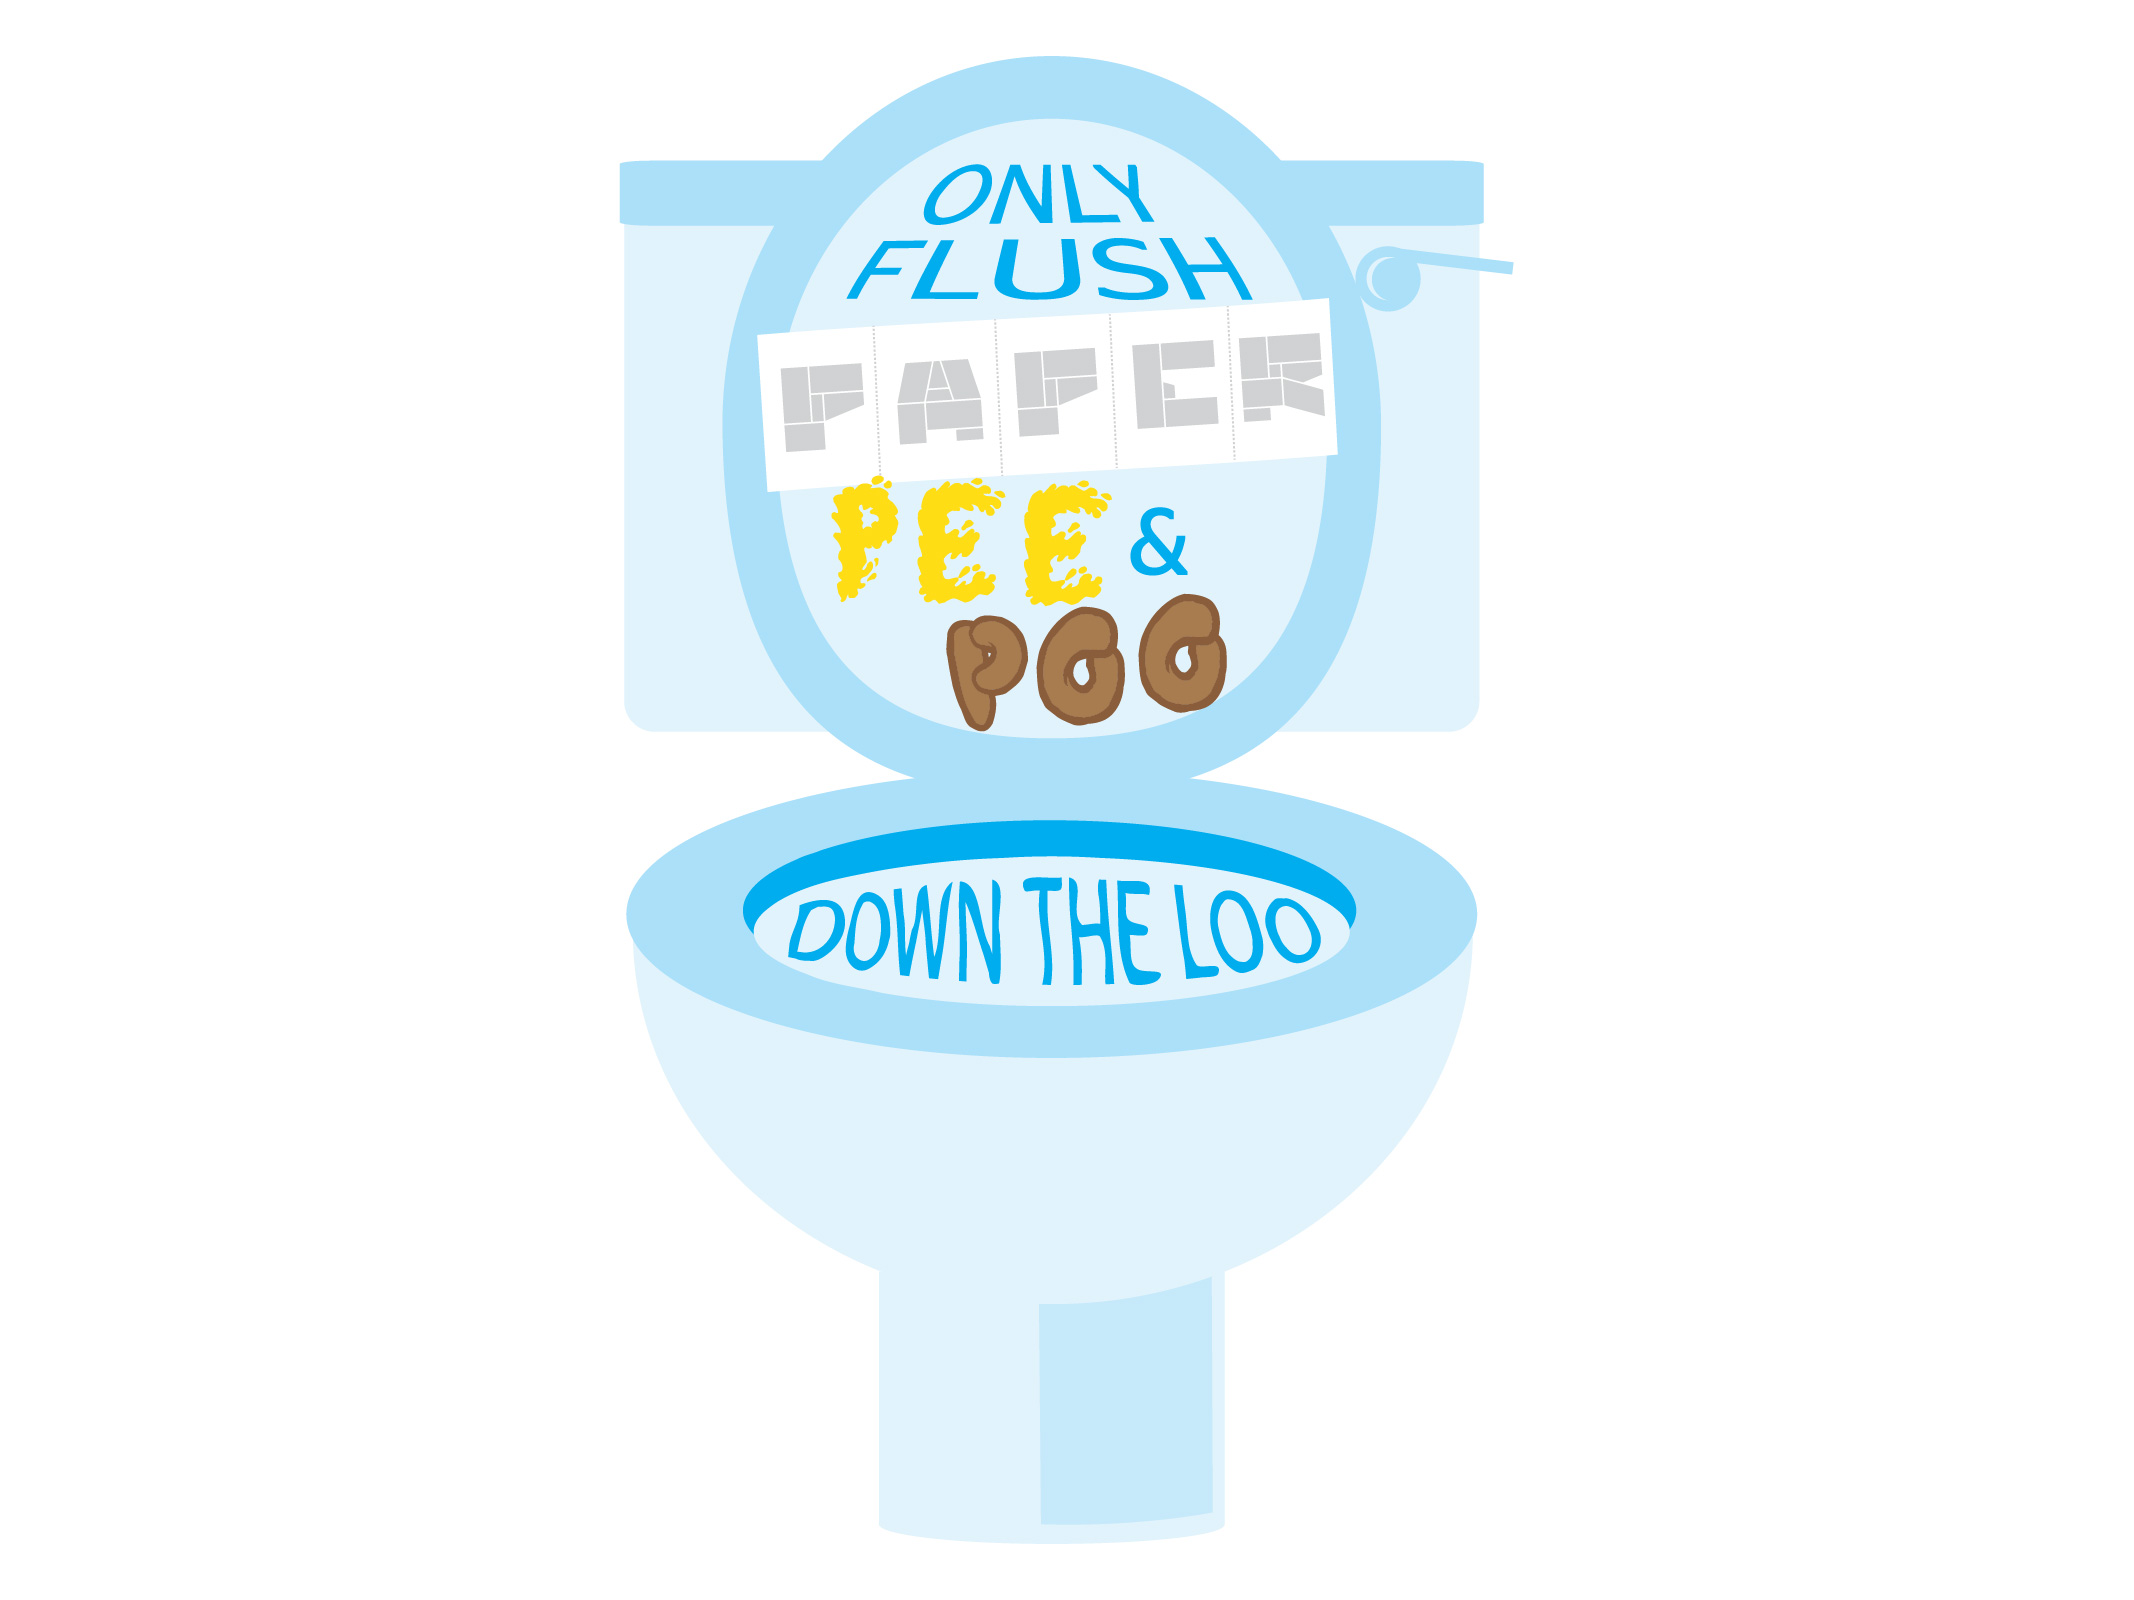 ONLY
FLUSH
PAPER
PEE &
POO
DOWN THE LOO